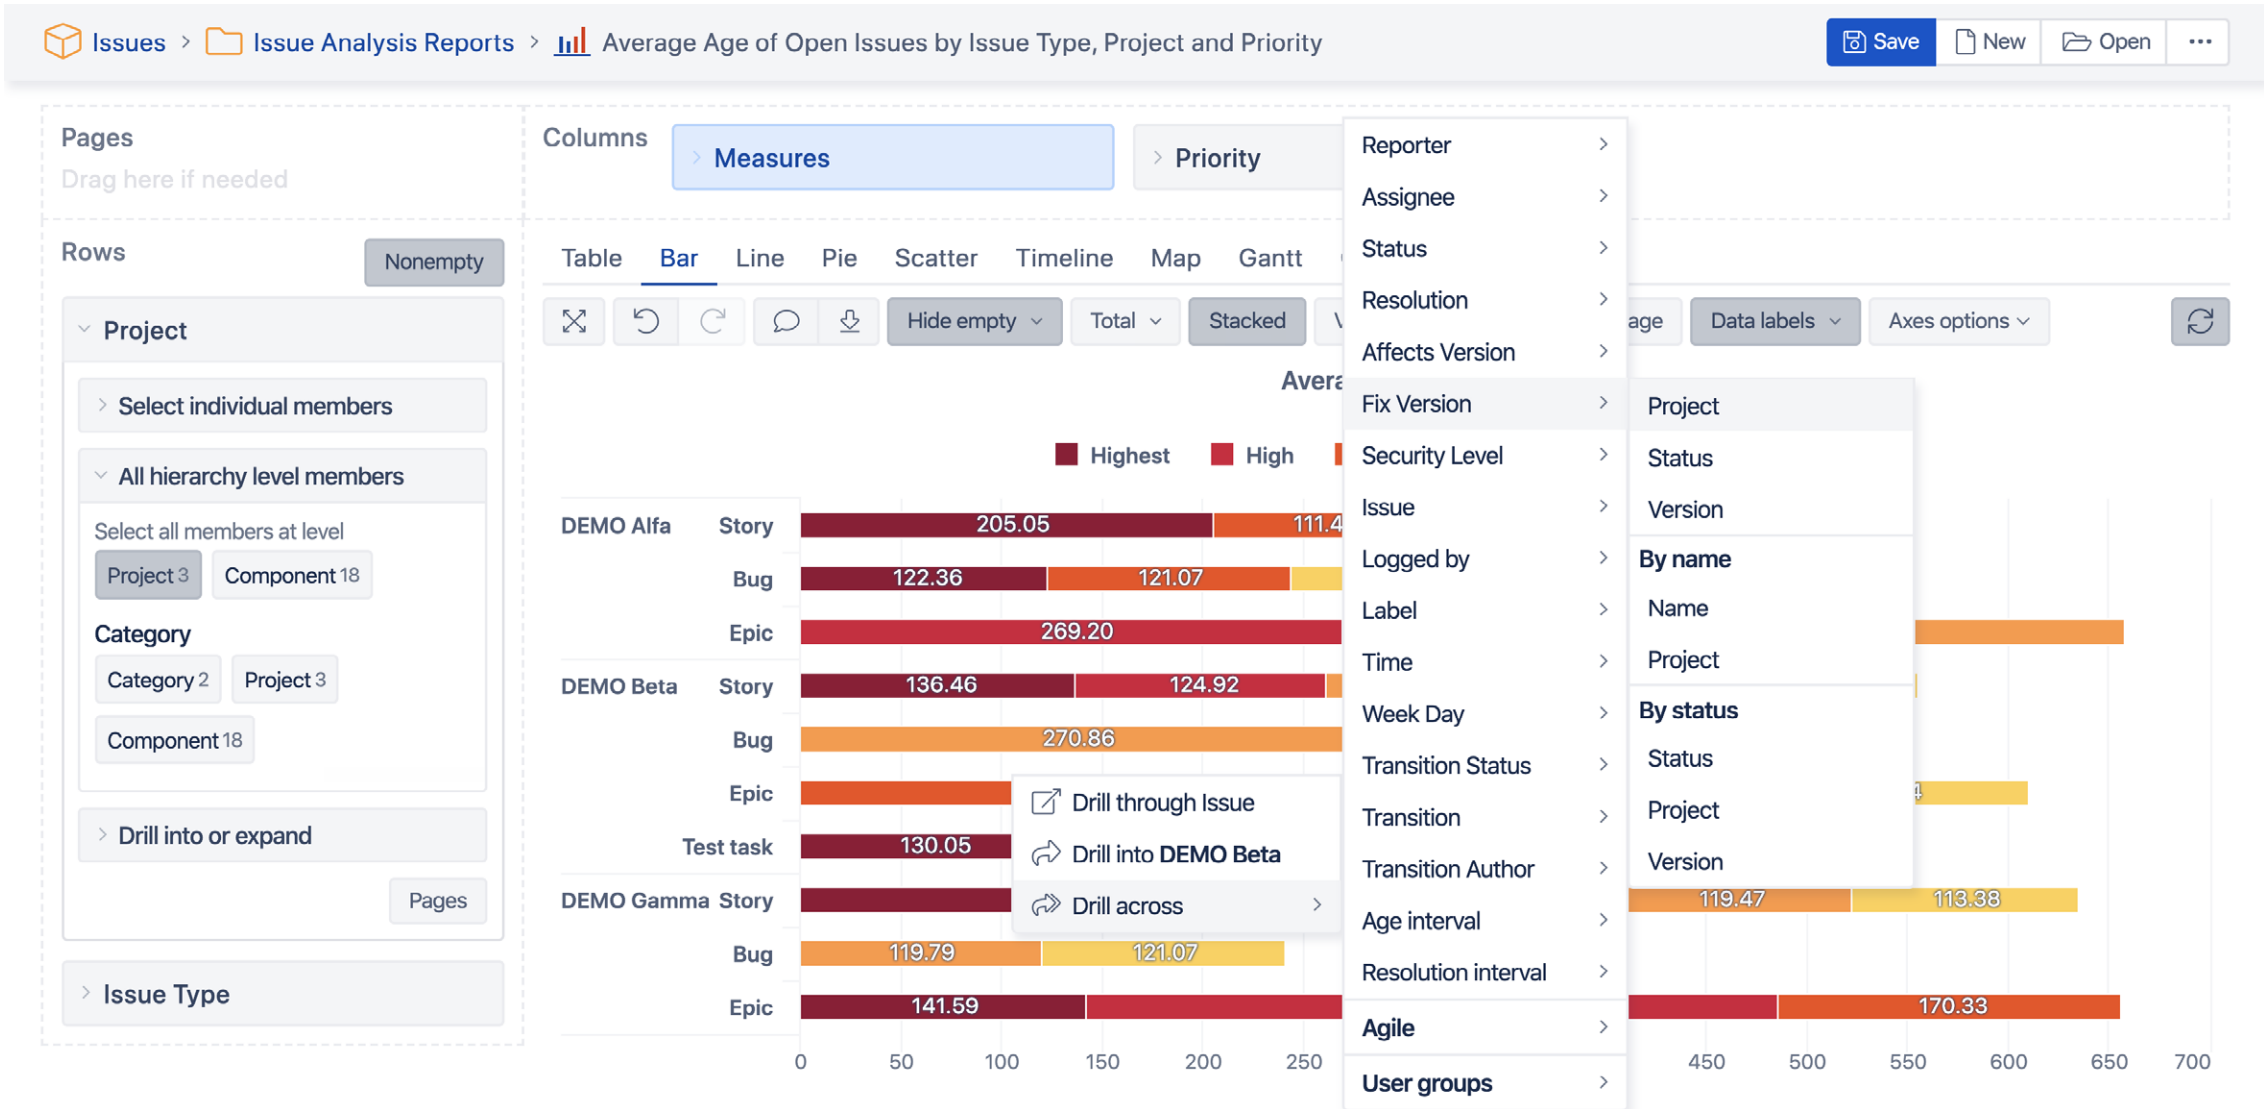 Issues > Issue Analysis Reports > Average Age of Open Issues by Issue Type, Project and Priority
Save New Open ...
Pages
Drag here if needed
Columns Measures Priority
Rows
Nonempty
Project
Select individual members
All hierarchy level members
Select all members at level
Project 3 Component 18
Category
Category 2 Project 3
Component 18
Drill into or expand
Pages
Issue Type
Table Bar Line Pie Scatter Timeline Map Gantt
Hide empty Total Stacked V age Data labels Axes options
Avera
Highest High
DEMO Alfa Story 205.05 111.4
Bug 122.36 121.07
Epic 269.20
DEMO Beta Story 136.46 124.92
Bug 270.86
Epic 4
Test task 130.05
DEMO Gamma Story 119.47 113.38
Bug 119.79 121.07
Epic 141.59 170.33
0 50 100 150 200 250 450 500 550 600 650 700
Drill through Issue
Drill into DEMO Beta
Drill across
Reporter
Assignee
Status
Resolution
Affects Version
Fix Version
Security Level
Issue
Logged by
Label
Time
Week Day
Transition Status
Transition
Transition Author
Age interval
Resolution interval
Agile
User groups
Project
Status
Version
By name
Name
Project
By status
Status
Project
Version